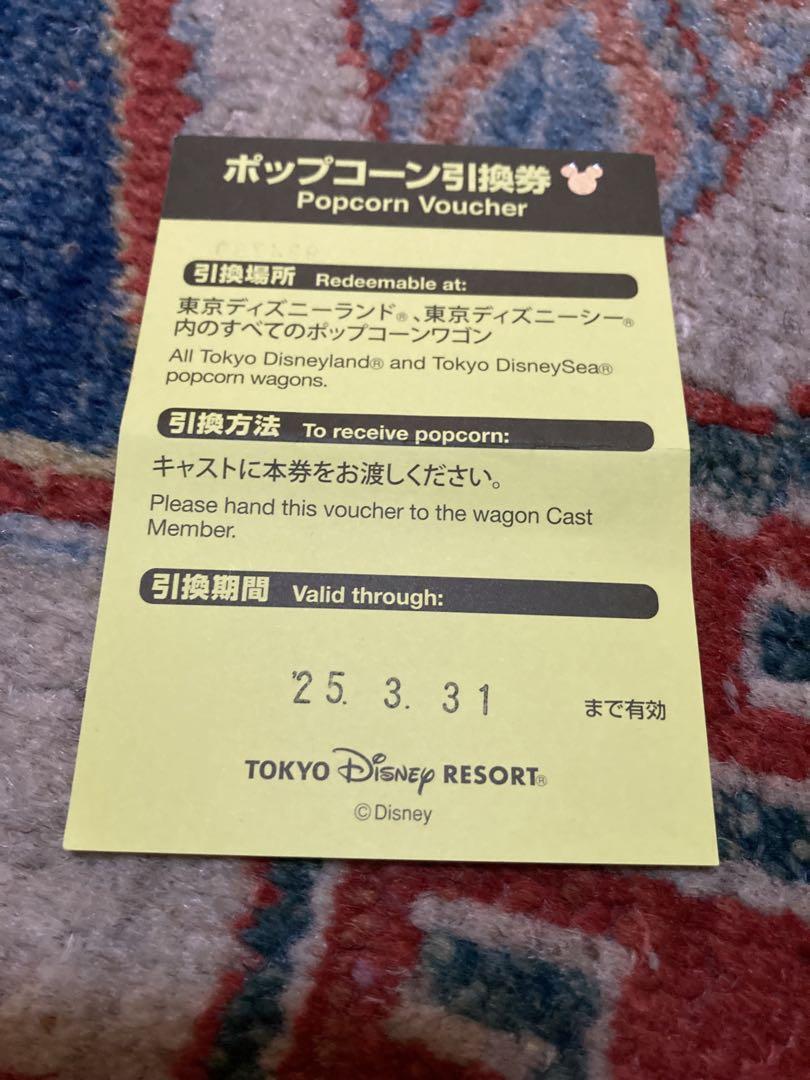 ポップコーン引換券
Popcorn Voucher
引換場所 Redeemable at:
東京ディズニーランド®、東京ディズニーシー®
内のすべてのポップコーンワゴン
All Tokyo Disneyland® and Tokyo DisneySea®
popcorn wagons.
引換方法 To receive popcorn:
キャストに本券をお渡しください。
Please hand this voucher to the wagon Cast
Member.
引換期間 Valid through:
'25. 3. 31 まで有効
TOKYO Disney RESORT®
©Disney